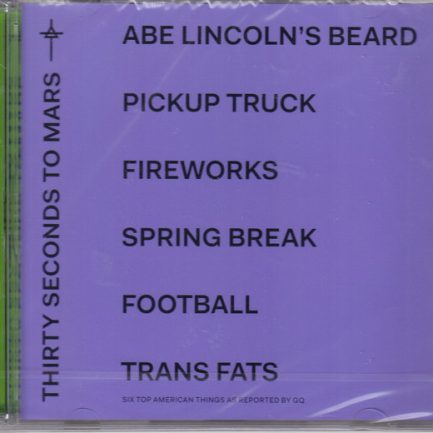 THIRTY SECONDS TO MARS
ABE LINCOLN'S BEARD
PICKUP TRUCK
FIREWORKS
SPRING BREAK
FOOTBALL
TRANS FATS
SIX TOP AMERICAN THINGS AS REPORTED BY GQ